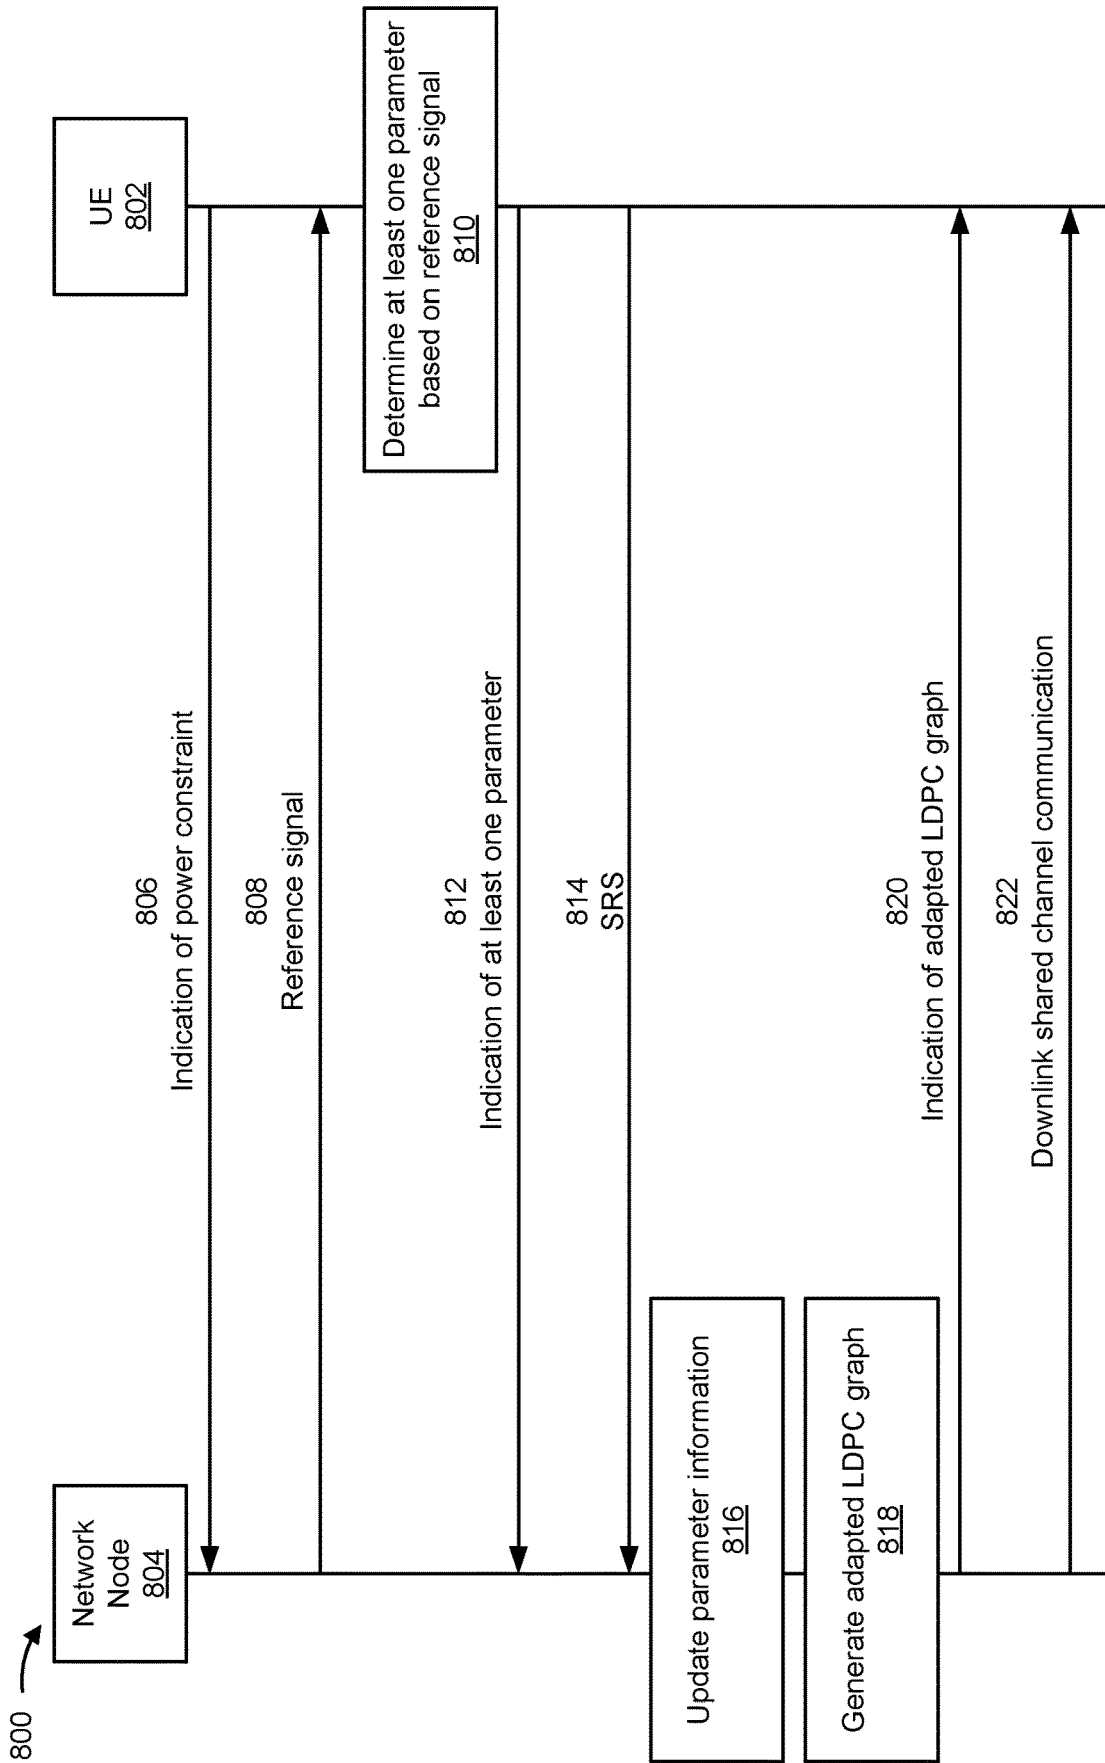 800
Network
Node
804
UE
802
806
Indication of power constraint
808
Reference signal
Determine at least one parameter
based on reference signal
810
812
Indication of at least one parameter
814
SRS
Update parameter information
816
Generate adapted LDPC graph
818
820
Indication of adapted LDPC graph
822
Downlink shared channel communication